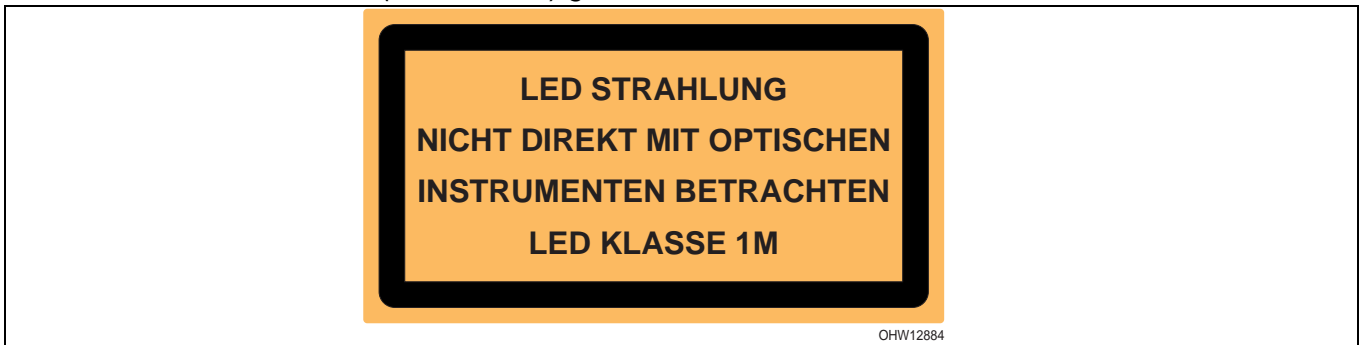 LED STRAHLUNG
NICHT DIREKT MIT OPTISCHEN
INSTRUMENTEN BETRACHTEN
LED KLASSE 1M
OHW12884